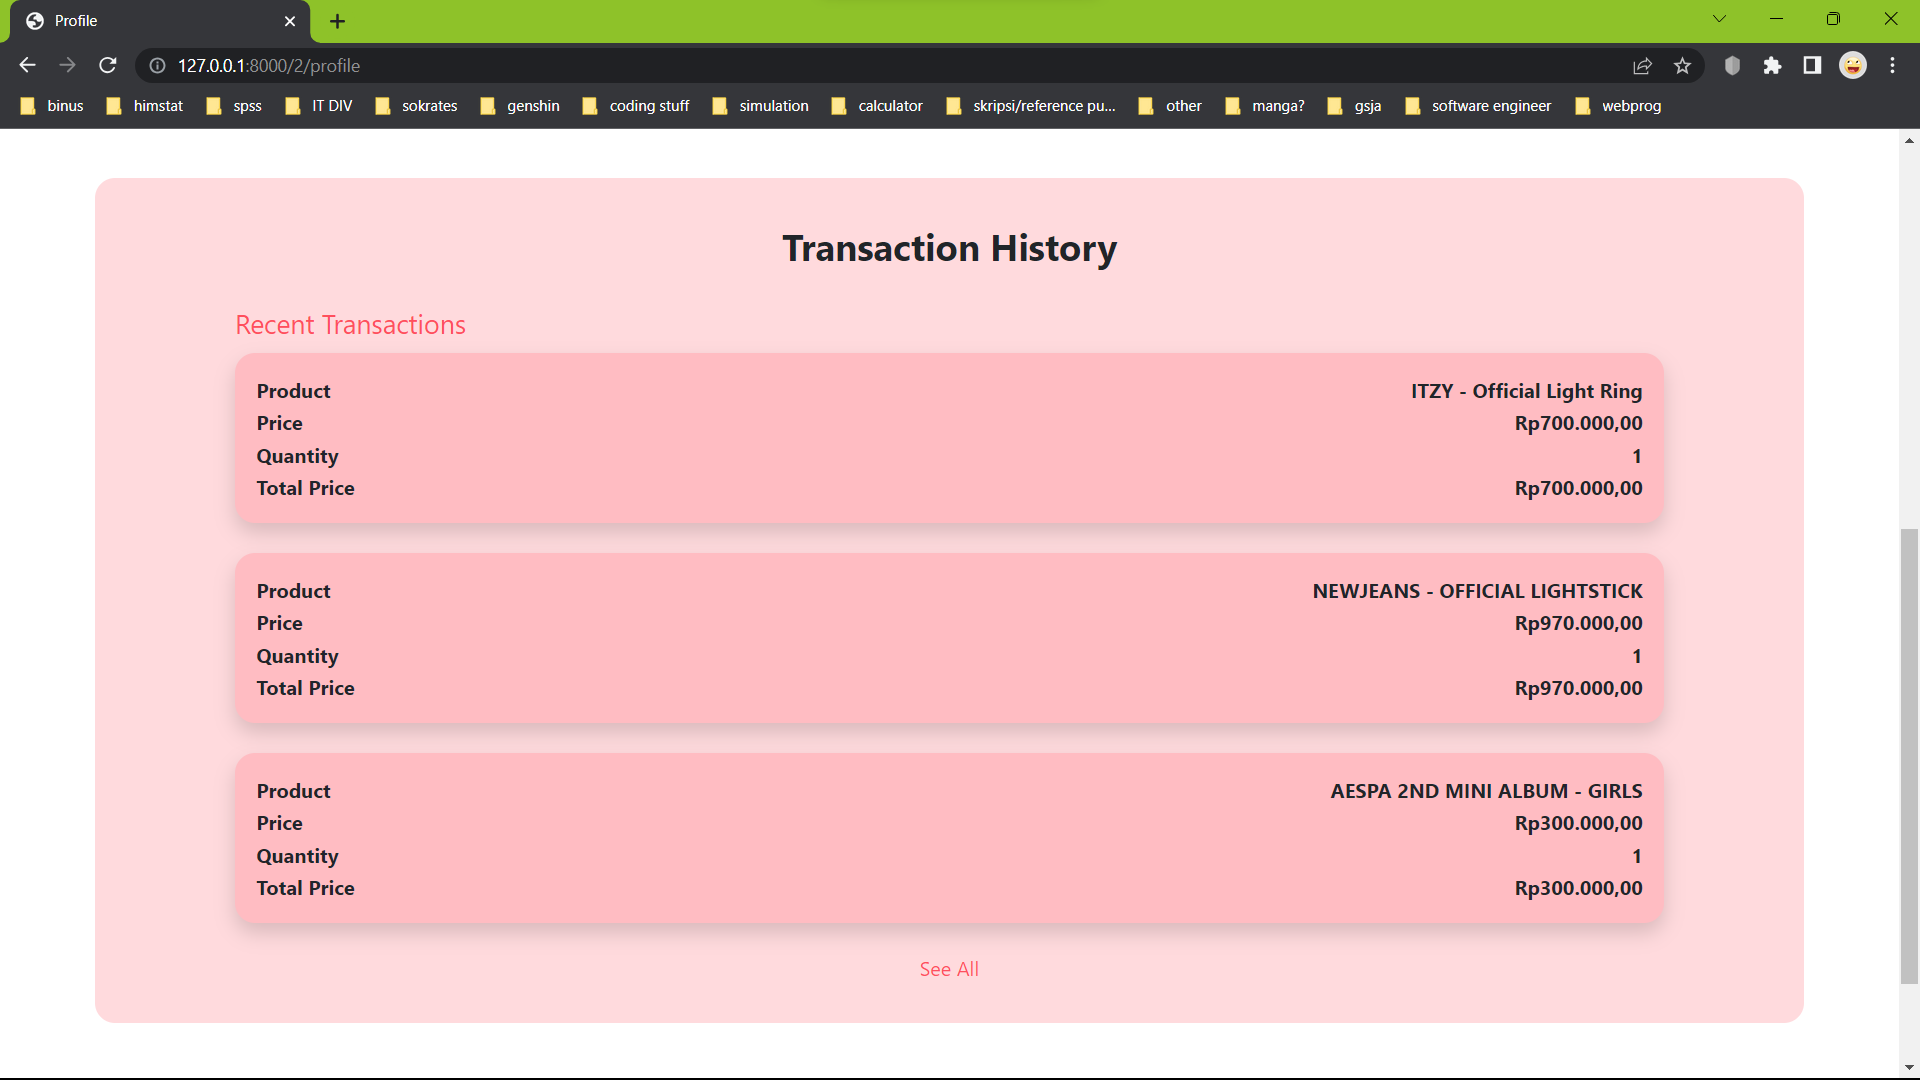 Profile
127.0.0.1:8000/2/profile
binus himstat spss IT DIV sokrates genshin coding stuff simulation calculator skripsi/reference pu... other manga? gsja software engineer webprog
Transaction History
Recent Transactions
Product ITZY - Official Light Ring
Price Rp700.000,00
Quantity 1
Total Price Rp700.000,00
Product NEWJEANS - OFFICIAL LIGHTSTICK
Price Rp970.000,00
Quantity 1
Total Price Rp970.000,00
Product AESPA 2ND MINI ALBUM - GIRLS
Price Rp300.000,00
Quantity 1
Total Price Rp300.000,00
See All